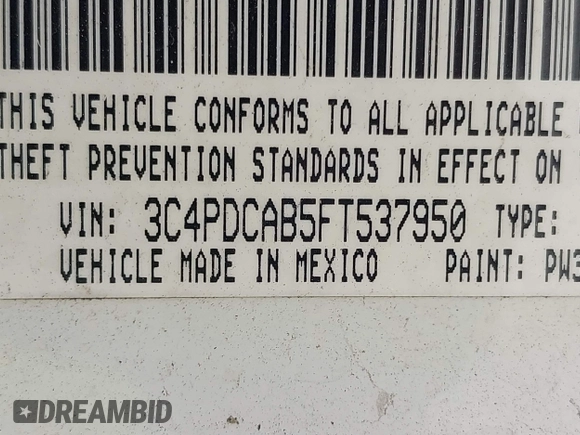 THIS VEHICLE CONFORMS TO ALL APPLICABLE
THEFT PREVENTION STANDARDS IN EFFECT ON
VIN: 3C4PDCAB5FT537950 TYPE:
VEHICLE MADE IN MEXICO PAINT: PW3
DREAMBID